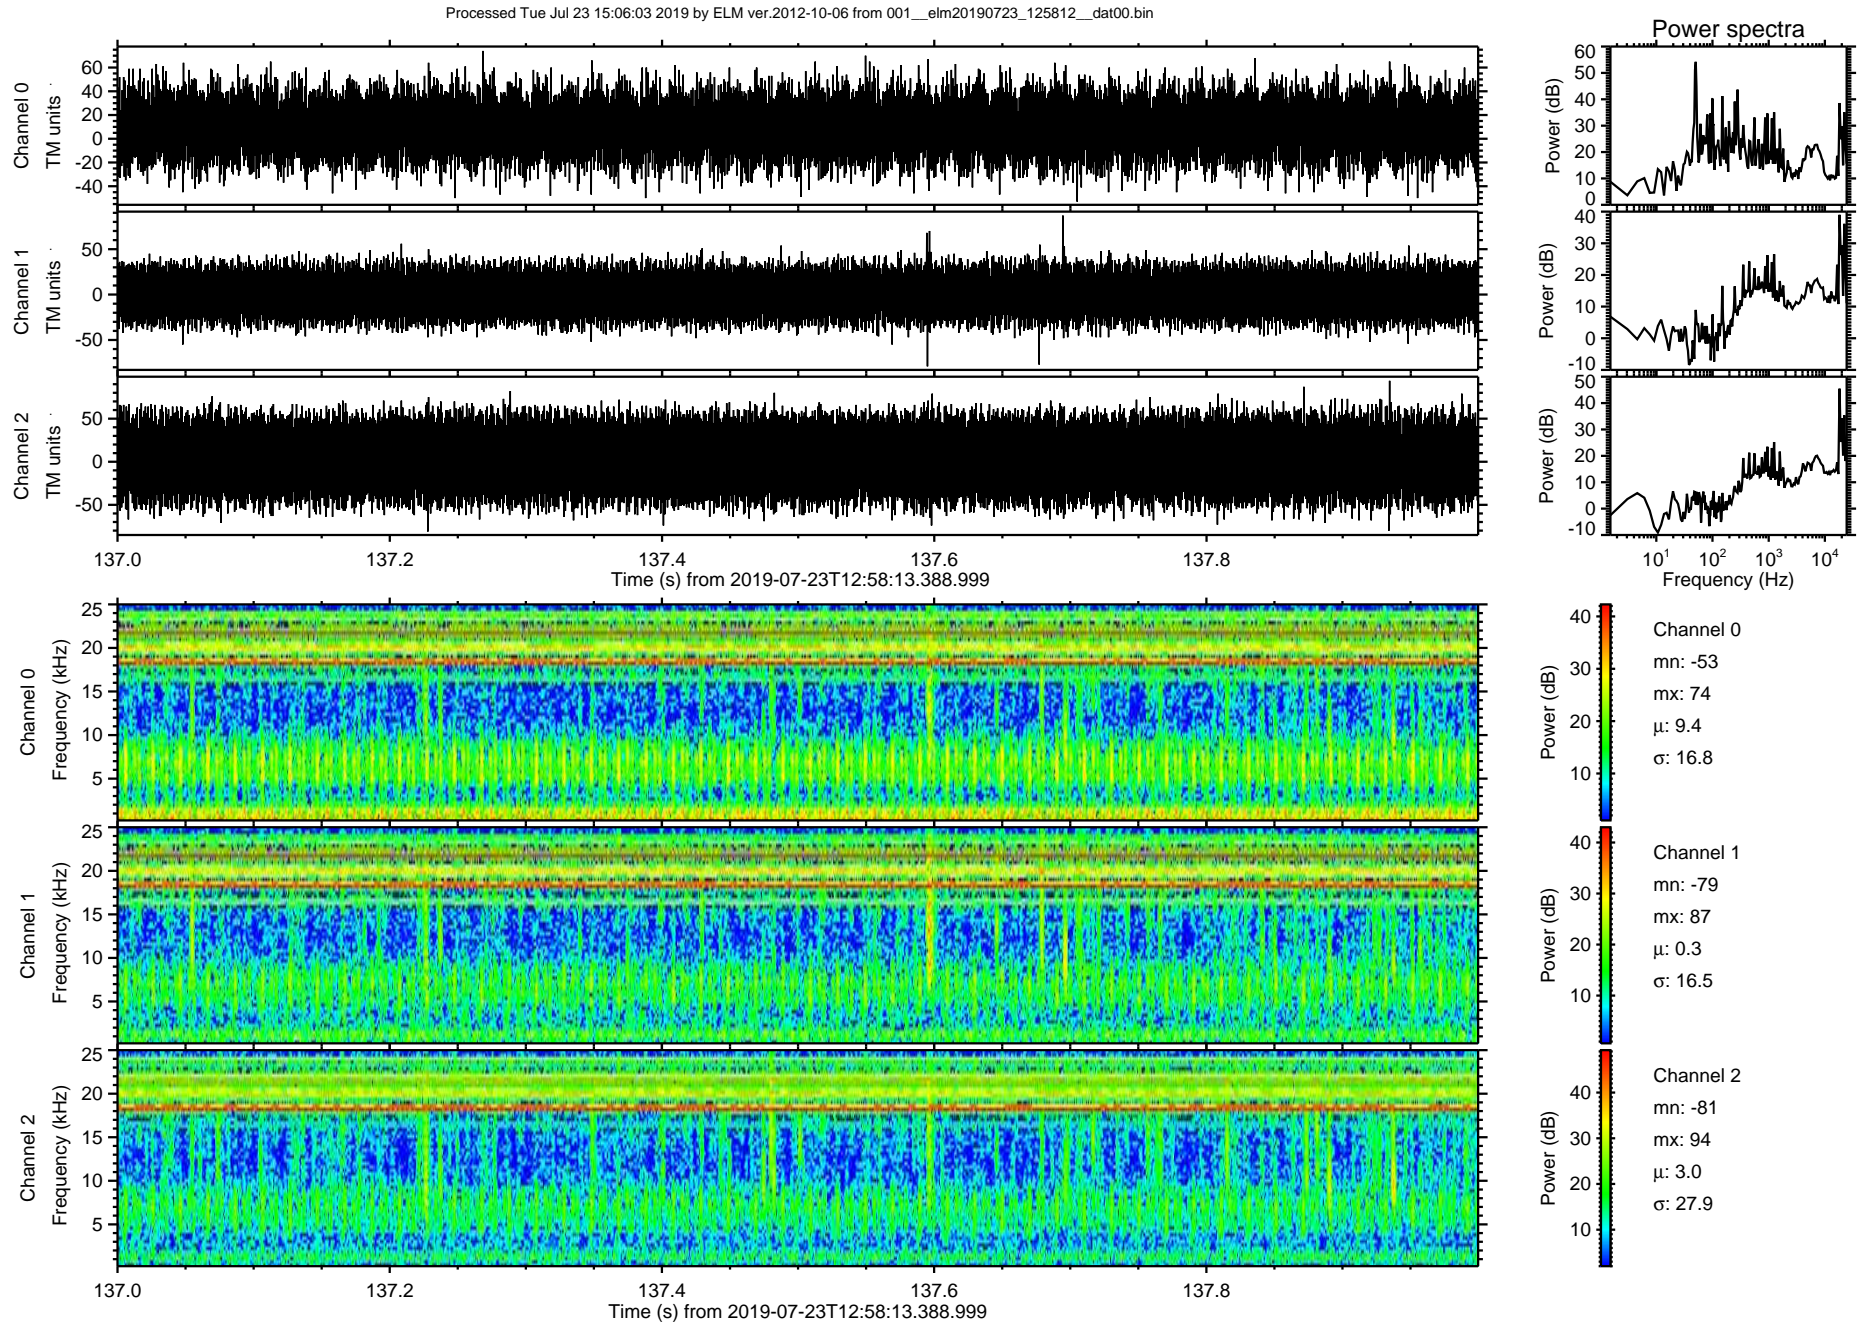 Processed Tue Jul 23 15:06:03 2019 by ELM ver.2012-10-06 from 001__elm20190723_125812__dat00.bin
Power spectra
Channel 0
TM units
60
40
20
0
-20
-40
Power (dB)
60
50
40
30
20
10
0
Channel 1
TM units
50
0
-50
Power (dB)
40
30
20
10
0
-10
Channel 2
TM units
50
0
-50
Power (dB)
50
40
30
20
10
0
-10
137.0 137.2 137.4 137.6 137.8
Time (s) from 2019-07-23T12:58:13.388.999
10^1 10^2 10^3 10^4
Frequency (Hz)
Channel 0
Frequency (kHz)
25
20
15
10
5
Power (dB)
40
30
20
10
Channel 0
mn: -53
mx: 74
μ: 9.4
σ: 16.8
Channel 1
Frequency (kHz)
25
20
15
10
5
Power (dB)
40
30
20
10
Channel 1
mn: -79
mx: 87
μ: 0.3
σ: 16.5
Channel 2
Frequency (kHz)
25
20
15
10
5
Power (dB)
40
30
20
10
Channel 2
mn: -81
mx: 94
μ: 3.0
σ: 27.9
137.0 137.2 137.4 137.6 137.8
Time (s) from 2019-07-23T12:58:13.388.999